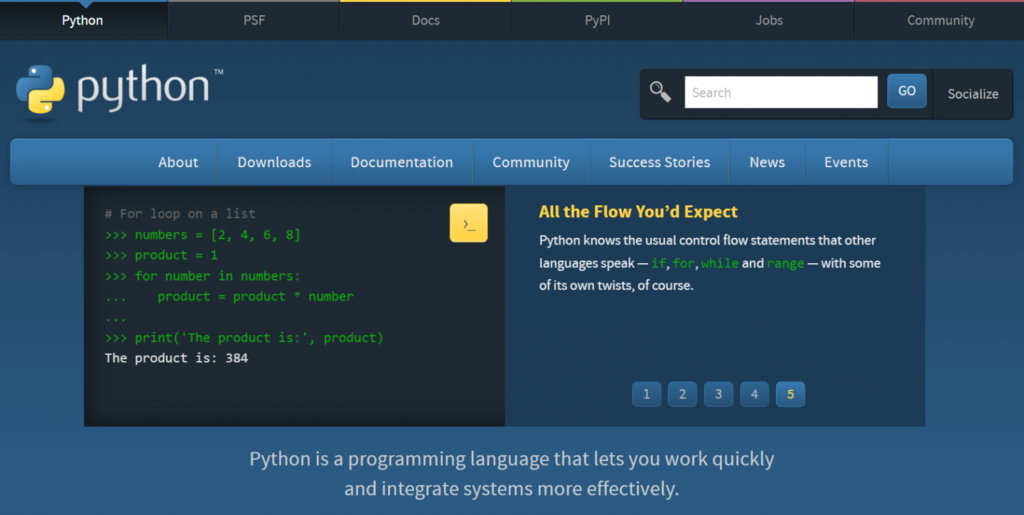 Python PSF Docs PyPI Jobs Community
python™
Search GO Socialize
About Downloads Documentation Community Success Stories News Events
# For loop on a list
>>> numbers = [2, 4, 6, 8]
>>> product = 1
>>> for number in numbers:
...    product = product * number
...
>>> print('The product is:', product)
The product is: 384
>_
All the Flow You’d Expect
Python knows the usual control flow statements that other
languages speak — if, for, while and range — with some
of its own twists, of course.
1 2 3 4 5
Python is a programming language that lets you work quickly
and integrate systems more effectively.